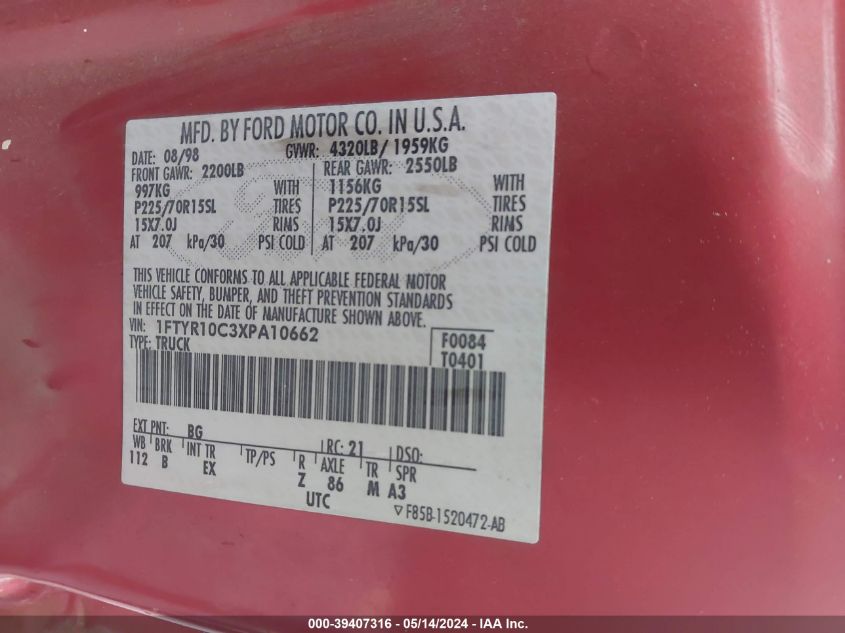 MFD. BY FORD MOTOR CO. IN U.S.A.
DATE: 08/98 GVWR: 4320LB/ 1959KG
FRONT GAWR: 2200LB REAR GAWR: 2550LB
997KG WITH 1156KG WITH
P225/70R15SL TIRES P225/70R15SL TIRES
15X7.0J RIMS 15X7.0J RIMS
AT 207 kPa/30 PSI COLD AT 207 kPa/30 PSI COLD
THIS VEHICLE CONFORMS TO ALL APPLICABLE FEDERAL MOTOR
VEHICLE SAFETY, BUMPER, AND THEFT PREVENTION STANDARDS
IN EFFECT ON THE DATE OF MANUFACTURE SHOWN ABOVE.
VIN: 1FTYR10C3XPA10662 F0084
TYPE: TRUCK T0401
EXT PNT: BG RC: 21 DSO:
WB BRK INT TR TP/PS R AXLE TR SPR
112 B EX Z 86 M A3
UTC ▽F85B-1520472-AB
000-39407316 / 05/14/2024 - IAA Inc.